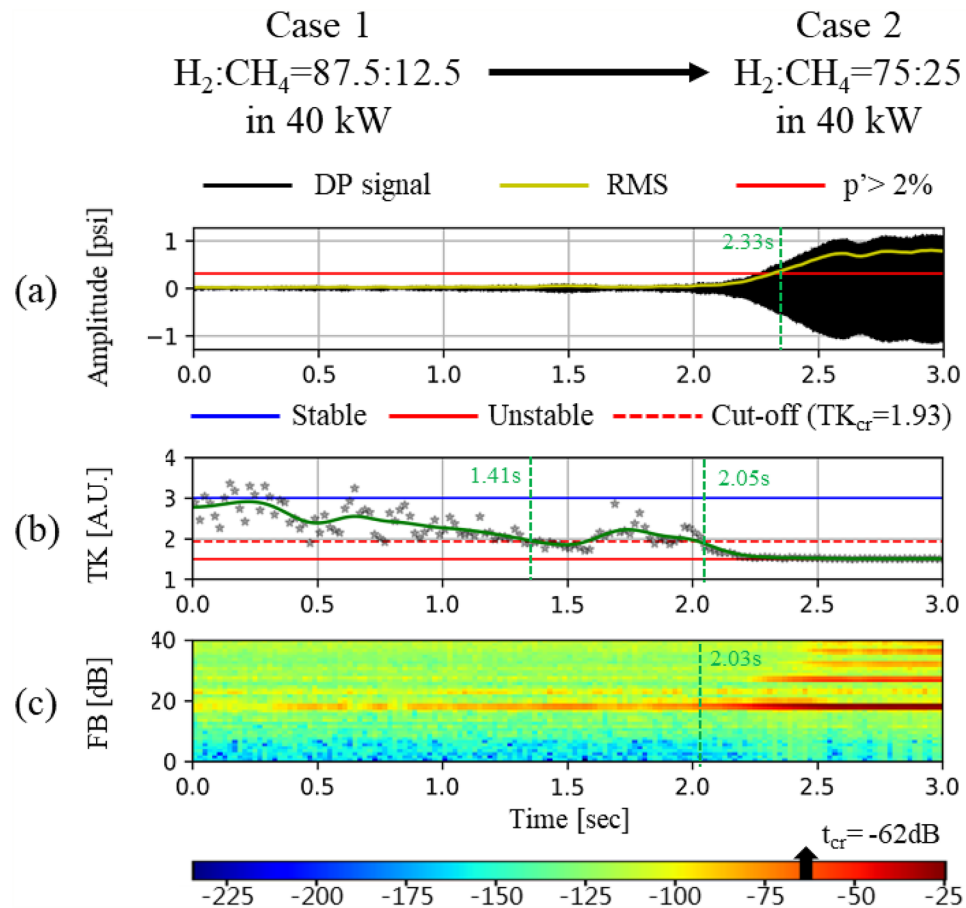 Case 1
H₂:CH₄=87.5:12.5
in 40 kW
Case 2
H₂:CH₄=75:25
in 40 kW
DP signal RMS p'> 2%
(a)
Amplitude [psi]
1
0
−1
2.33s
0.0 0.5 1.0 1.5 2.0 2.5 3.0
Stable Unstable Cut-off (TK_cr=1.93)
(b)
TK [A.U.]
4
3
2
1
1.41s 2.05s
0.0 0.5 1.0 1.5 2.0 2.5 3.0
(c)
FB [dB]
40
20
0
2.03s
0.0 0.5 1.0 1.5 2.0 2.5 3.0
Time [sec]
t_cr= -62dB
-225 -200 -175 -150 -125 -100 -75 -50 -25